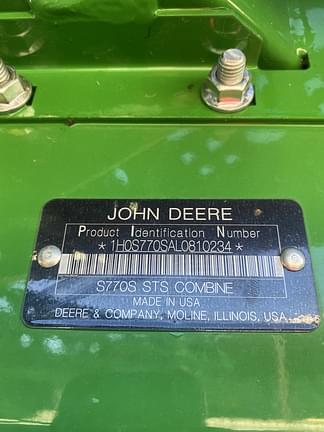 JOHN DEERE
Product Identification Number
*1H0S770SAL0810234*
S770S STS COMBINE
MADE IN USA
DEERE & COMPANY, MOLINE, ILLINOIS, USA